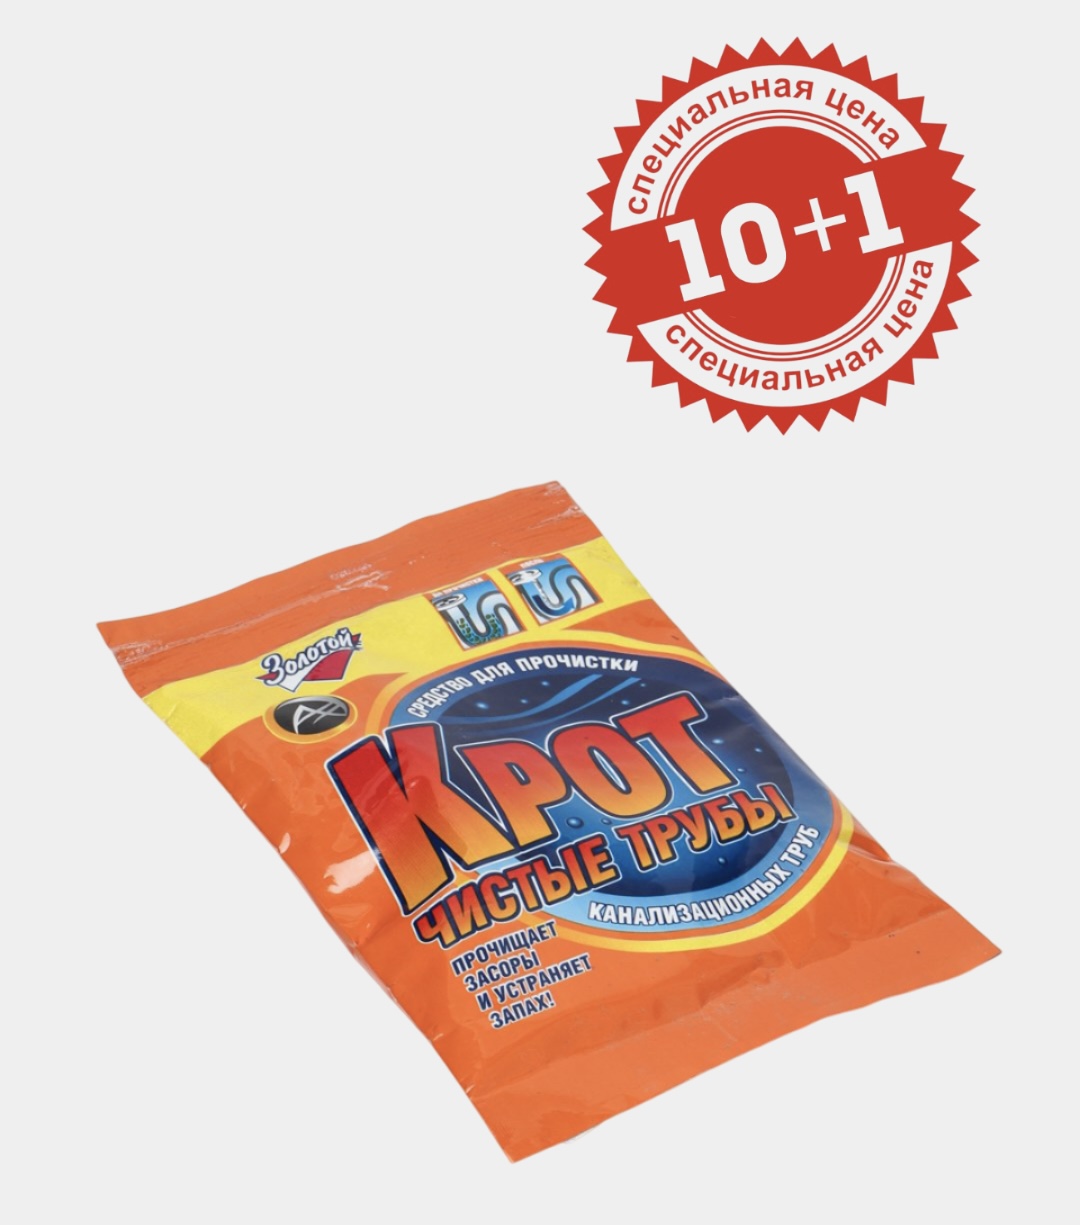 специальная цена
10+1
специальная цена
Золотой
СРЕДСТВО ДЛЯ ПРОЧИСТКИ
КРОТ
ЧИСТЫЕ ТРУБЫ
КАНАЛИЗАЦИОННЫХ ТРУБ
ПРОЧИЩАЕТ
ЗАСОРЫ
И УСТРАНЯЕТ
ЗАПАХ!